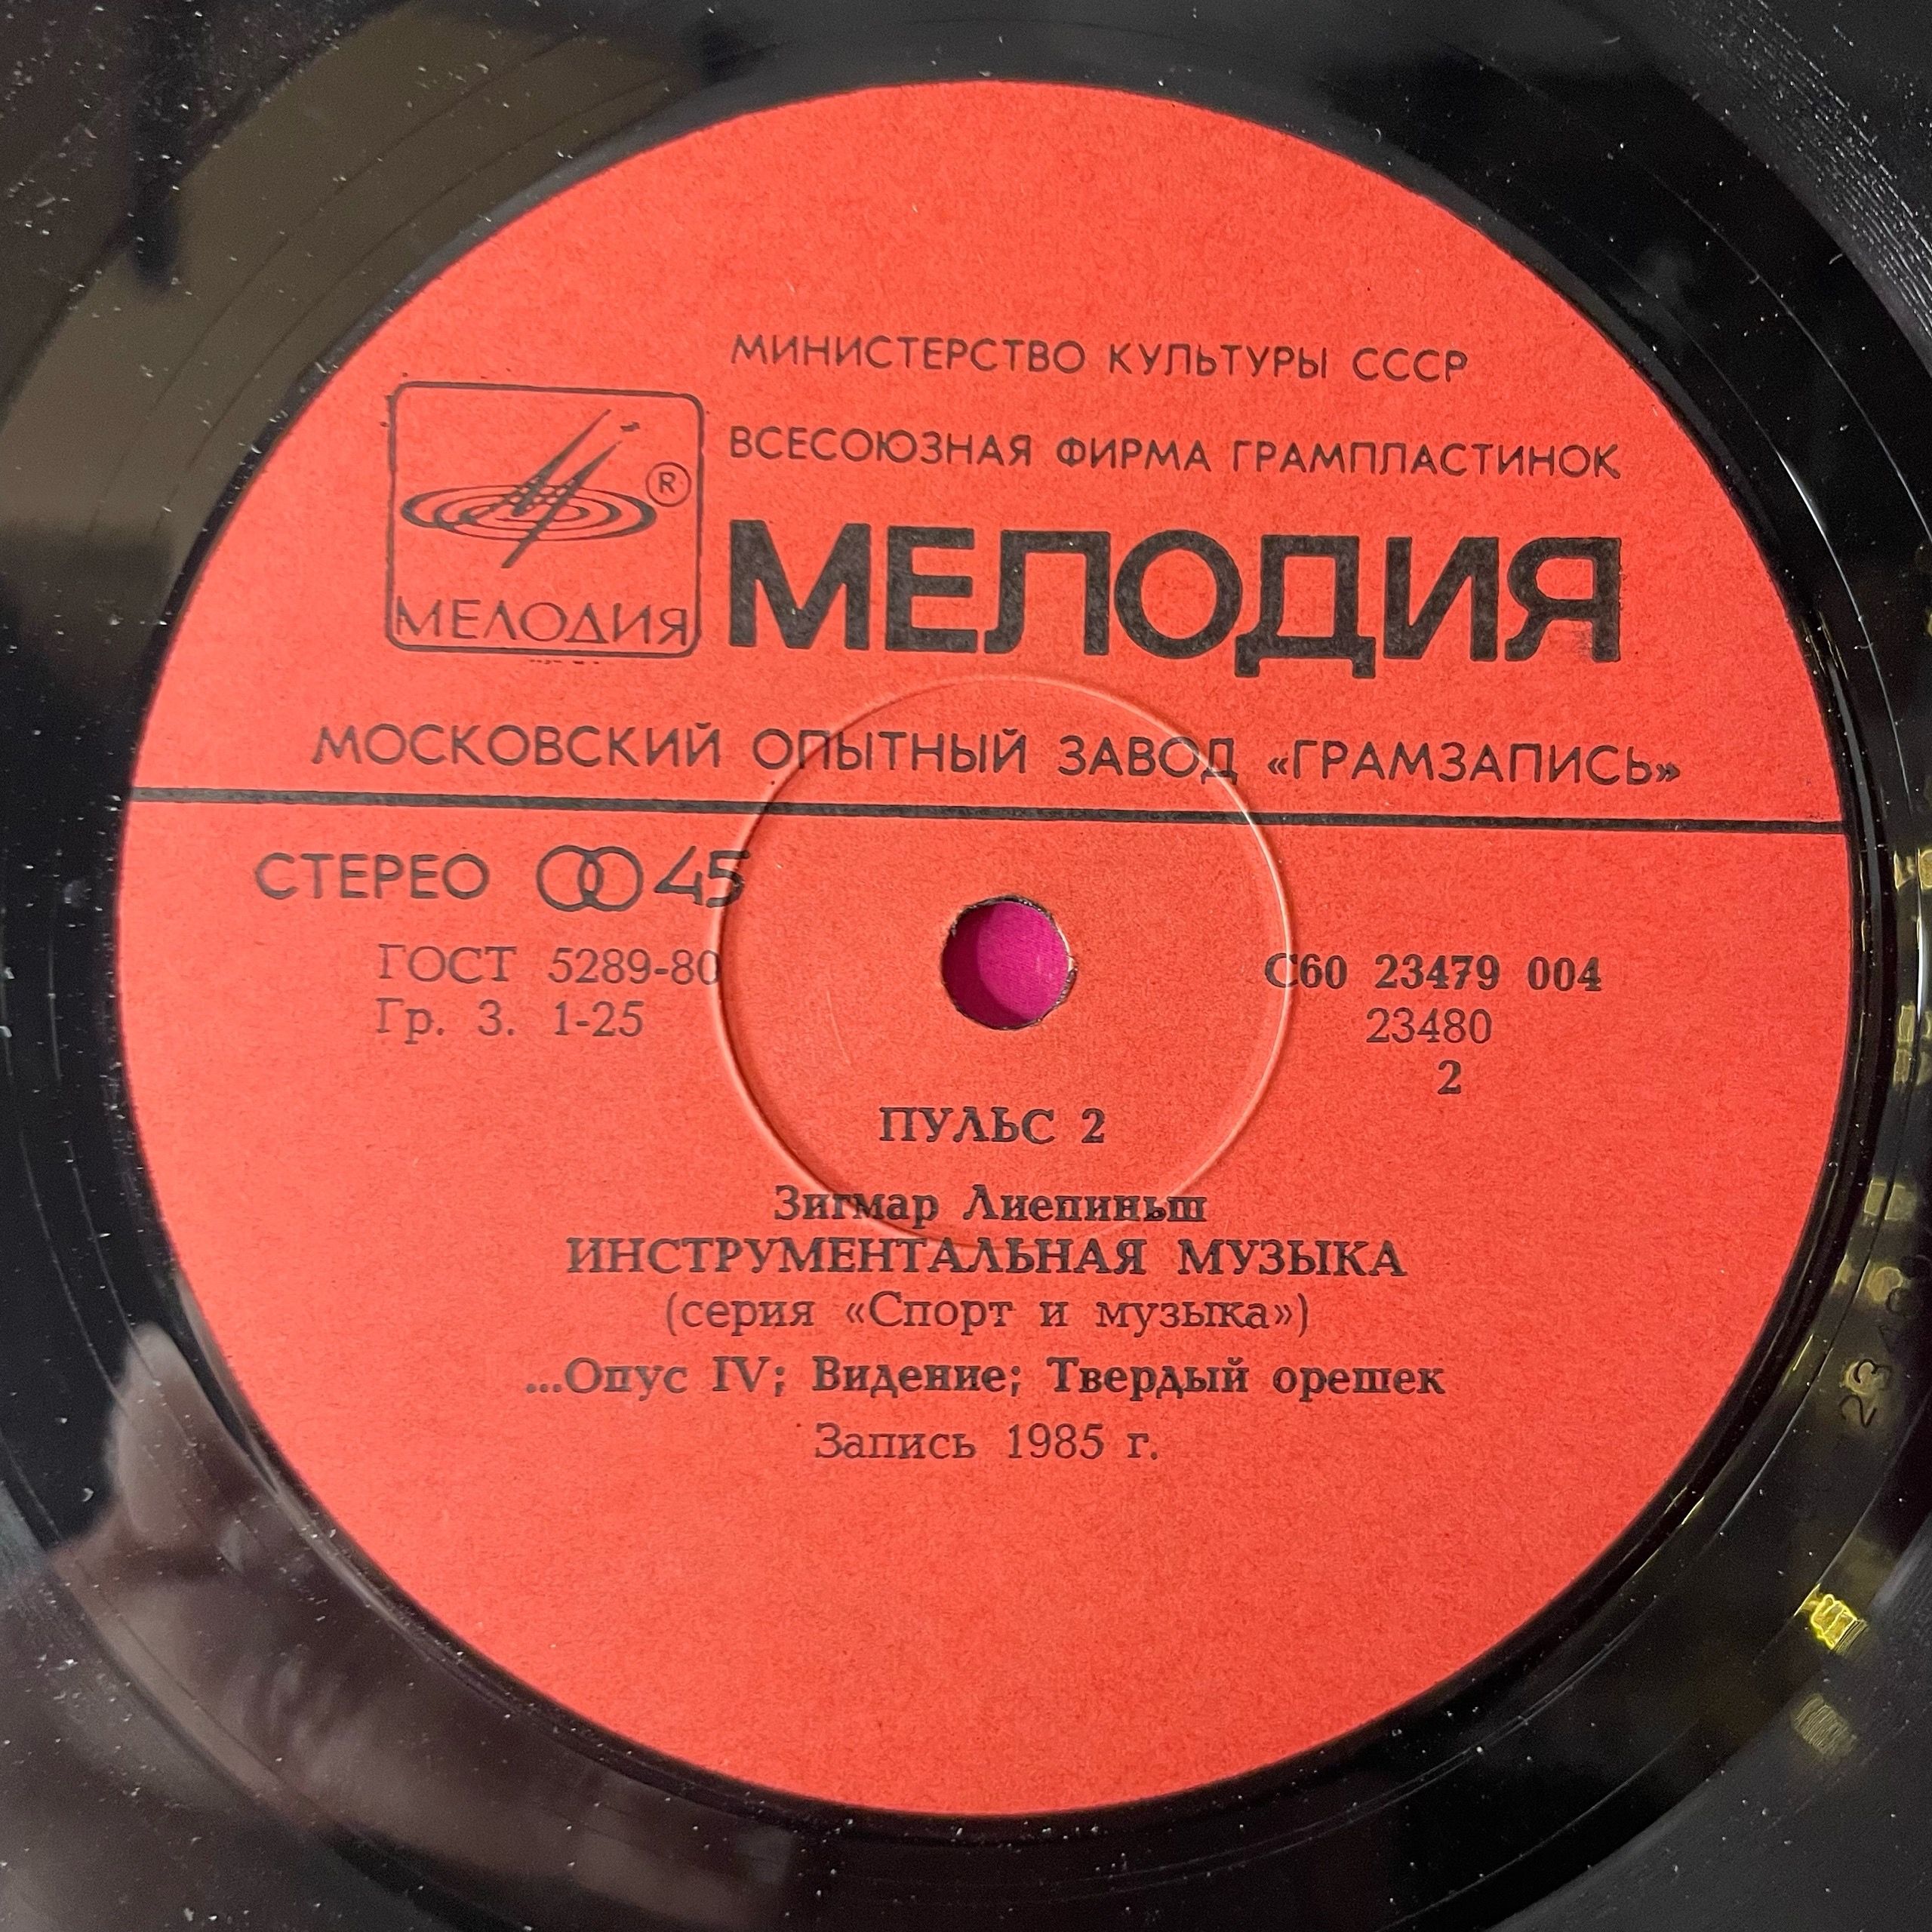 МИНИСТЕРСТВО КУЛЬТУРЫ СССР
ВСЕСОЮЗНАЯ ФИРМА ГРАМПЛАСТИНОК
®
МЕЛОДИЯ
МЕЛОДИЯ
МОСКОВСКИЙ ОПЫТНЫЙ ЗАВОД «ГРАМЗАПИСЬ»
СТЕРЕО 45
ГОСТ 5289-80
Гр. 3. 1-25
С60 23479 004
23480
2
ПУЛЬС 2
Зигмар Лиепиньш
ИНСТРУМЕНТАЛЬНАЯ МУЗЫКА
(серия «Спорт и музыка»)
...Опус IV; Видение; Твердый орешек
Запись 1985 г.